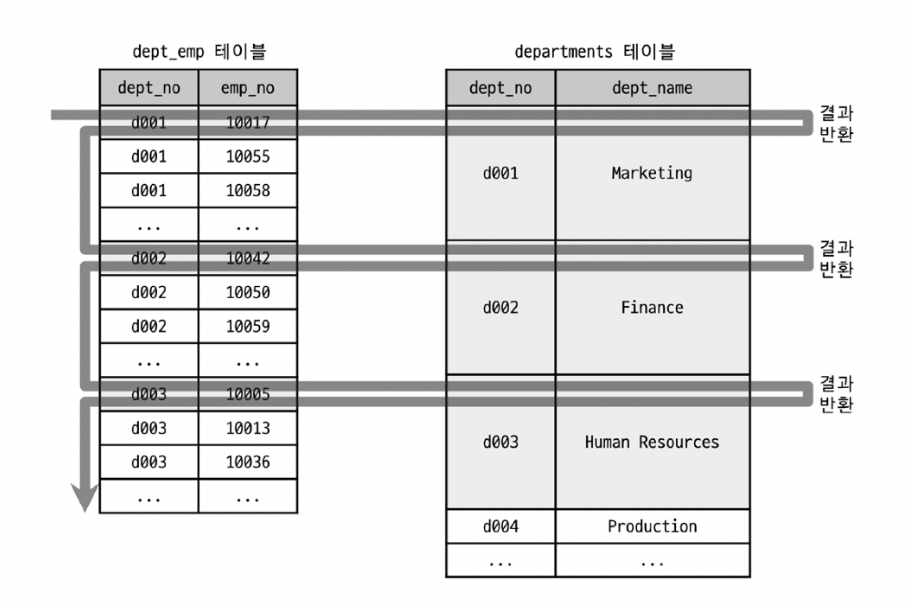 dept_emp 테이블
dept_no emp_no
d001 10017
d001 10055
d001 10058
... ...
d002 10042
d002 10050
d002 10059
... ...
d003 10005
d003 10013
d003 10036
... ...
departments 테이블
dept_no dept_name
d001 Marketing
d002 Finance
d003 Human Resources
d004 Production
... ...
결과
반환
결과
반환
결과
반환